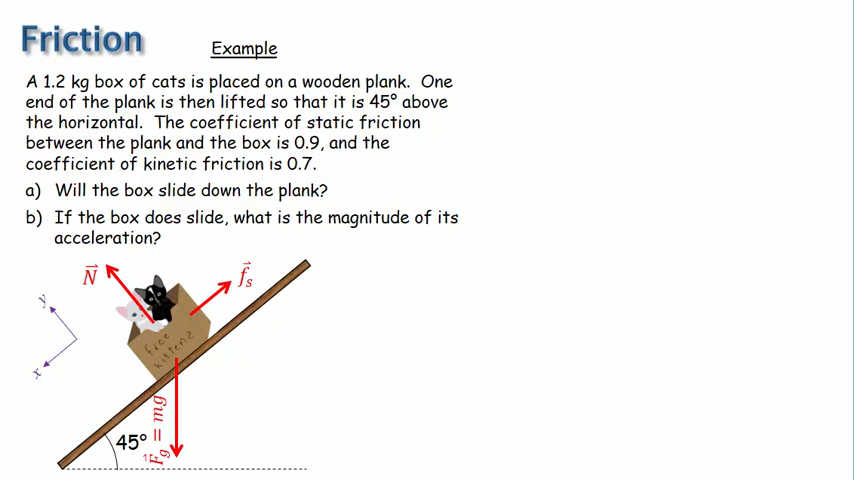 Friction
Example
A 1.2 kg box of cats is placed on a wooden plank. One
end of the plank is then lifted so that it is 45° above
the horizontal. The coefficient of static friction
between the plank and the box is 0.9, and the
coefficient of kinetic friction is 0.7.
a) Will the box slide down the plank?
b) If the box does slide, what is the magnitude of its
acceleration?
N⃗
f⃗ₛ
y
x
free
kittenz
F⃗g = mg
45°